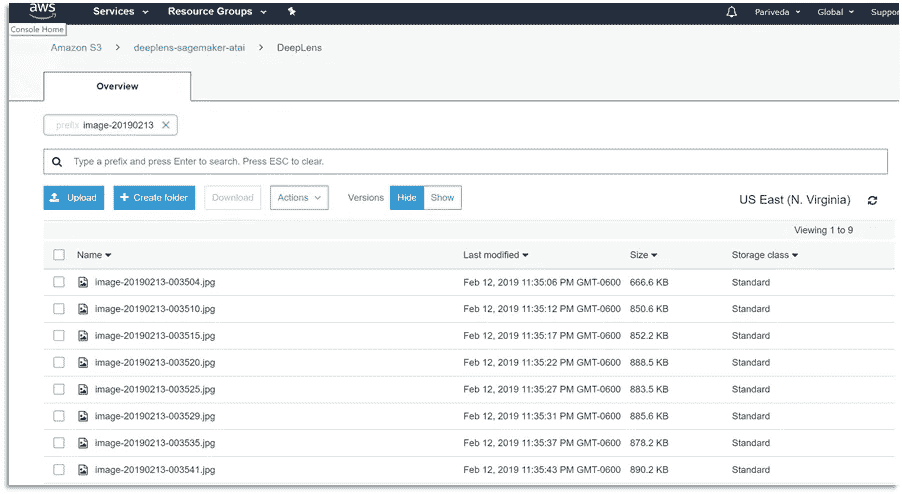 aws Services Resource Groups Pariveda Global Suppor
Console Home
Amazon S3 > deeplens-sagemaker-atai > DeepLens
Overview
prefix image-20190213 ×
Type a prefix and press Enter to search. Press ESC to clear.
Upload + Create folder Download Actions Versions Hide Show US East (N. Virginia)
Viewing 1 to 9
Name Last modified Size Storage class
image-20190213-003504.jpg Feb 12, 2019 11:35:06 PM GMT-0600 666.6 KB Standard
image-20190213-003510.jpg Feb 12, 2019 11:35:12 PM GMT-0600 850.6 KB Standard
image-20190213-003515.jpg Feb 12, 2019 11:35:17 PM GMT-0600 852.2 KB Standard
image-20190213-003520.jpg Feb 12, 2019 11:35:22 PM GMT-0600 888.5 KB Standard
image-20190213-003525.jpg Feb 12, 2019 11:35:27 PM GMT-0600 883.5 KB Standard
image-20190213-003529.jpg Feb 12, 2019 11:35:31 PM GMT-0600 885.6 KB Standard
image-20190213-003535.jpg Feb 12, 2019 11:35:37 PM GMT-0600 878.2 KB Standard
image-20190213-003541.jpg Feb 12, 2019 11:35:43 PM GMT-0600 890.2 KB Standard